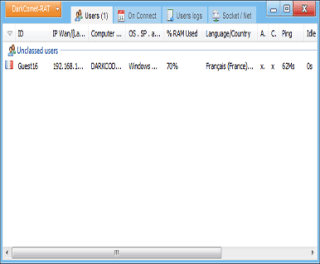 DarkComet-RAT Users (1) On Connect Users logs Socket / Net
ID IP Wan/[La... Computer ... OS . SP . a... % RAM Used Language/Country A. C. Ping Idle
Unclassed users
Guest16 192.168.1... DARKCOD... Windows ... 70% Français (France)... x. x 62Ms 0s